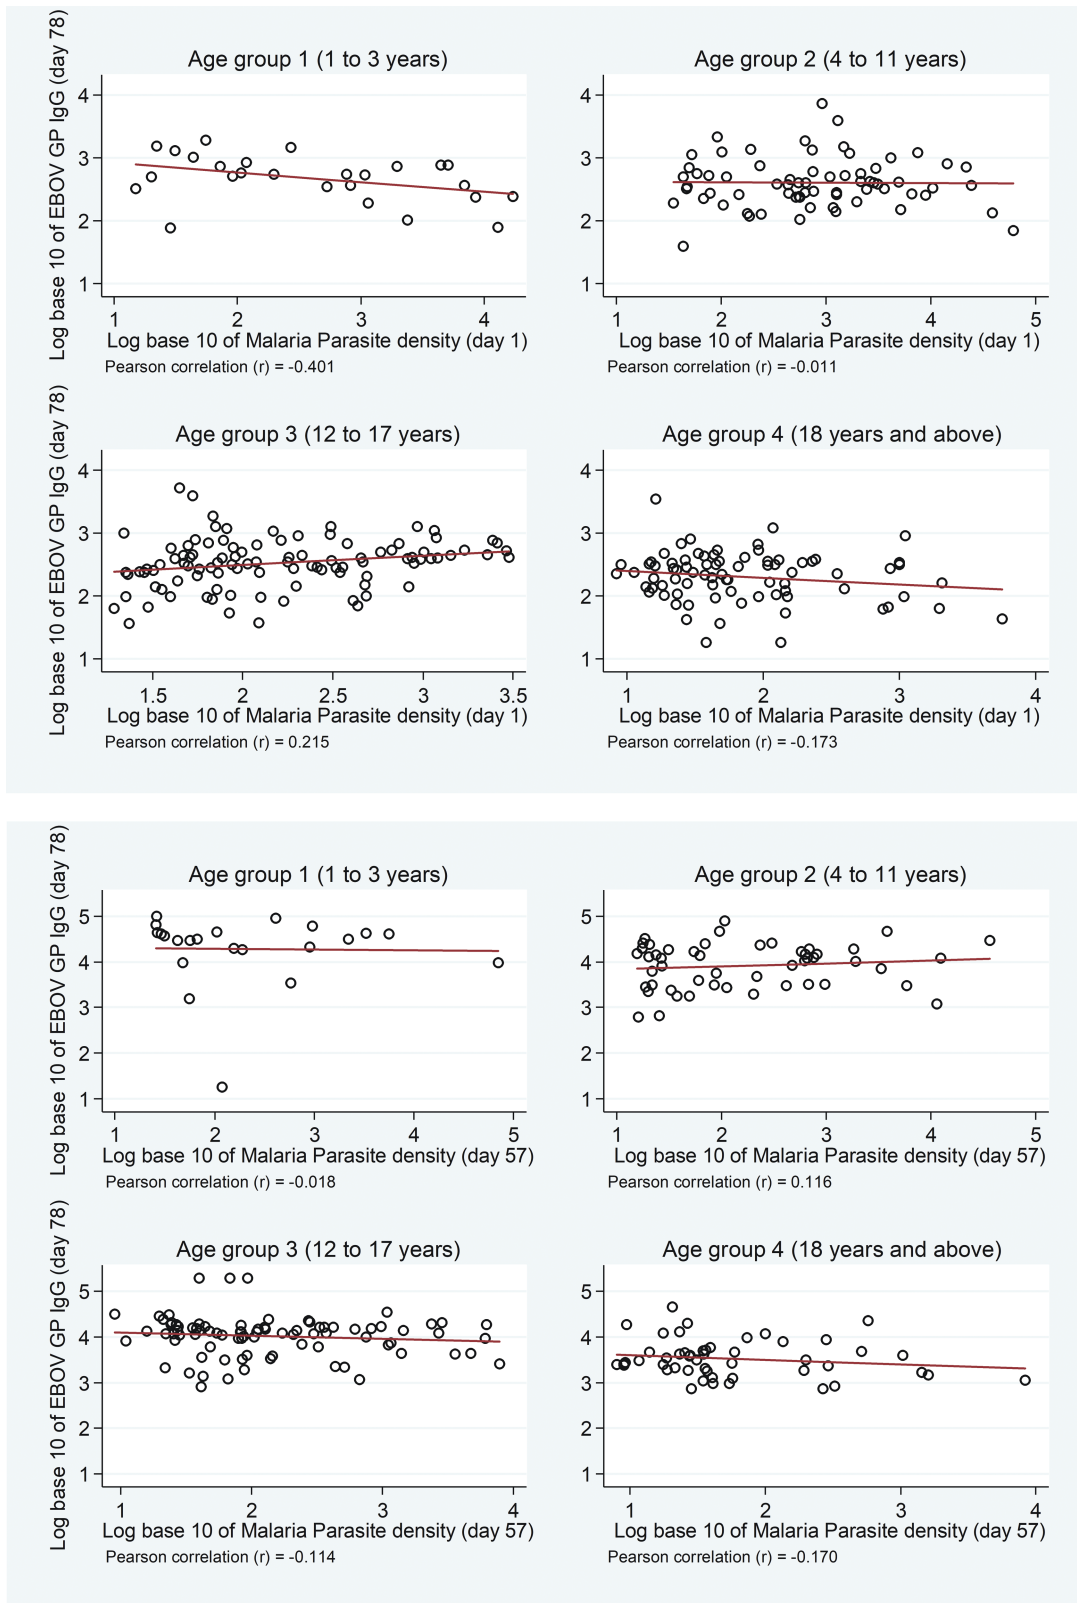 Age group 1 (1 to 3 years)
Log base 10 of EBOV GP IgG (day 78)
4
3
2
1
1 2 3 4
Log base 10 of Malaria Parasite density (day 1)
Pearson correlation (r) = -0.401
Age group 2 (4 to 11 years)
4
3
2
1
1 2 3 4 5
Log base 10 of Malaria Parasite density (day 1)
Pearson correlation (r) = -0.011
Age group 3 (12 to 17 years)
Log base 10 of EBOV GP IgG (day 78)
4
3
2
1
1.5 2 2.5 3 3.5
Log base 10 of Malaria Parasite density (day 1)
Pearson correlation (r) = 0.215
Age group 4 (18 years and above)
4
3
2
1
1 2 3 4
Log base 10 of Malaria Parasite density (day 1)
Pearson correlation (r) = -0.173
Age group 1 (1 to 3 years)
Log base 10 of EBOV GP IgG (day 78)
5
4
3
2
1
1 2 3 4 5
Log base 10 of Malaria Parasite density (day 57)
Pearson correlation (r) = -0.018
Age group 2 (4 to 11 years)
5
4
3
2
1
1 2 3 4 5
Log base 10 of Malaria Parasite density (day 57)
Pearson correlation (r) = 0.116
Age group 3 (12 to 17 years)
Log base 10 of EBOV GP IgG (day 78)
5
4
3
2
1
1 2 3 4
Log base 10 of Malaria Parasite density (day 57)
Pearson correlation (r) = -0.114
Age group 4 (18 years and above)
5
4
3
2
1
1 2 3 4
Log base 10 of Malaria Parasite density (day 57)
Pearson correlation (r) = -0.170